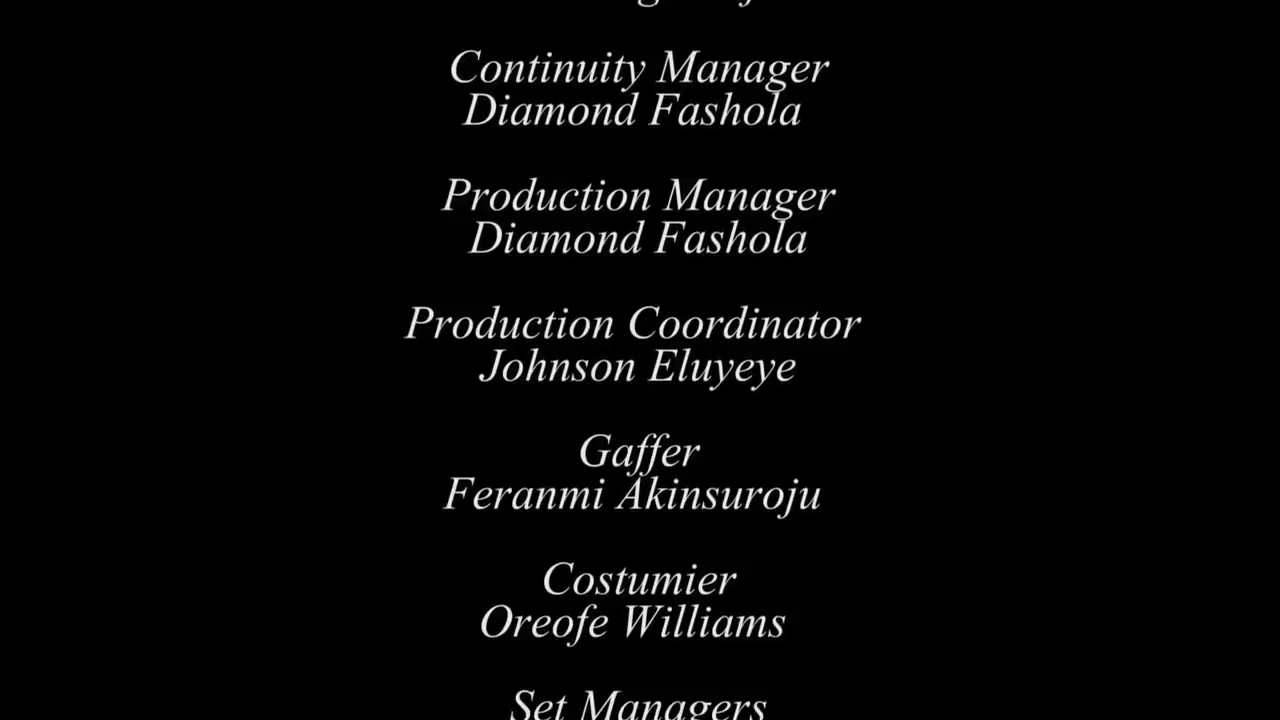 Continuity Manager
Diamond Fashola
Production Manager
Diamond Fashola
Production Coordinator
Johnson Eluyeye
Gaffer
Feranmi Akinsuroju
Costumier
Oreofe Williams
Set Managers